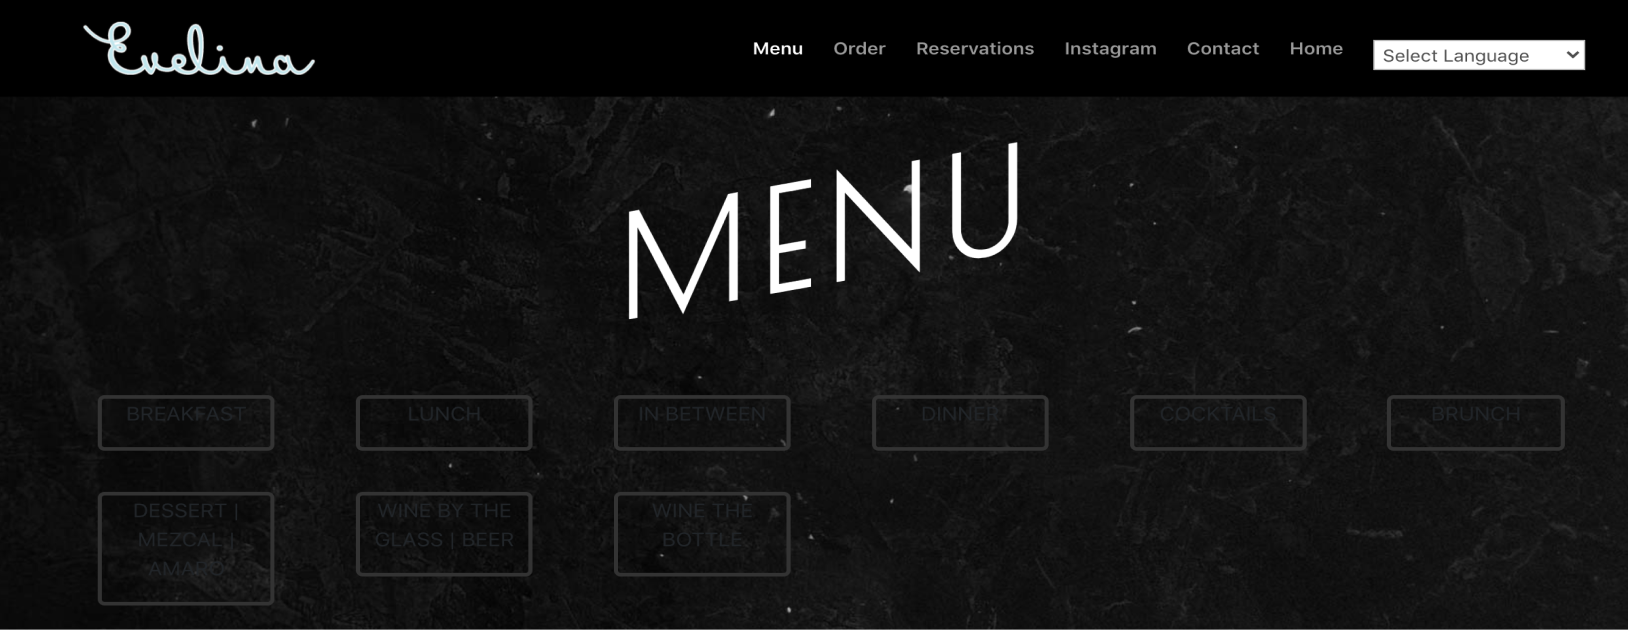 Evelina
Menu Order Reservations Instagram Contact Home Select Language
MENU
BREAKFAST LUNCH IN-BETWEEN DINNER COCKTAILS BRUNCH
DESSERT | WINE BY THE WINE THE
MEZCAL | GLASS | BEER BOTTLE
AMARO